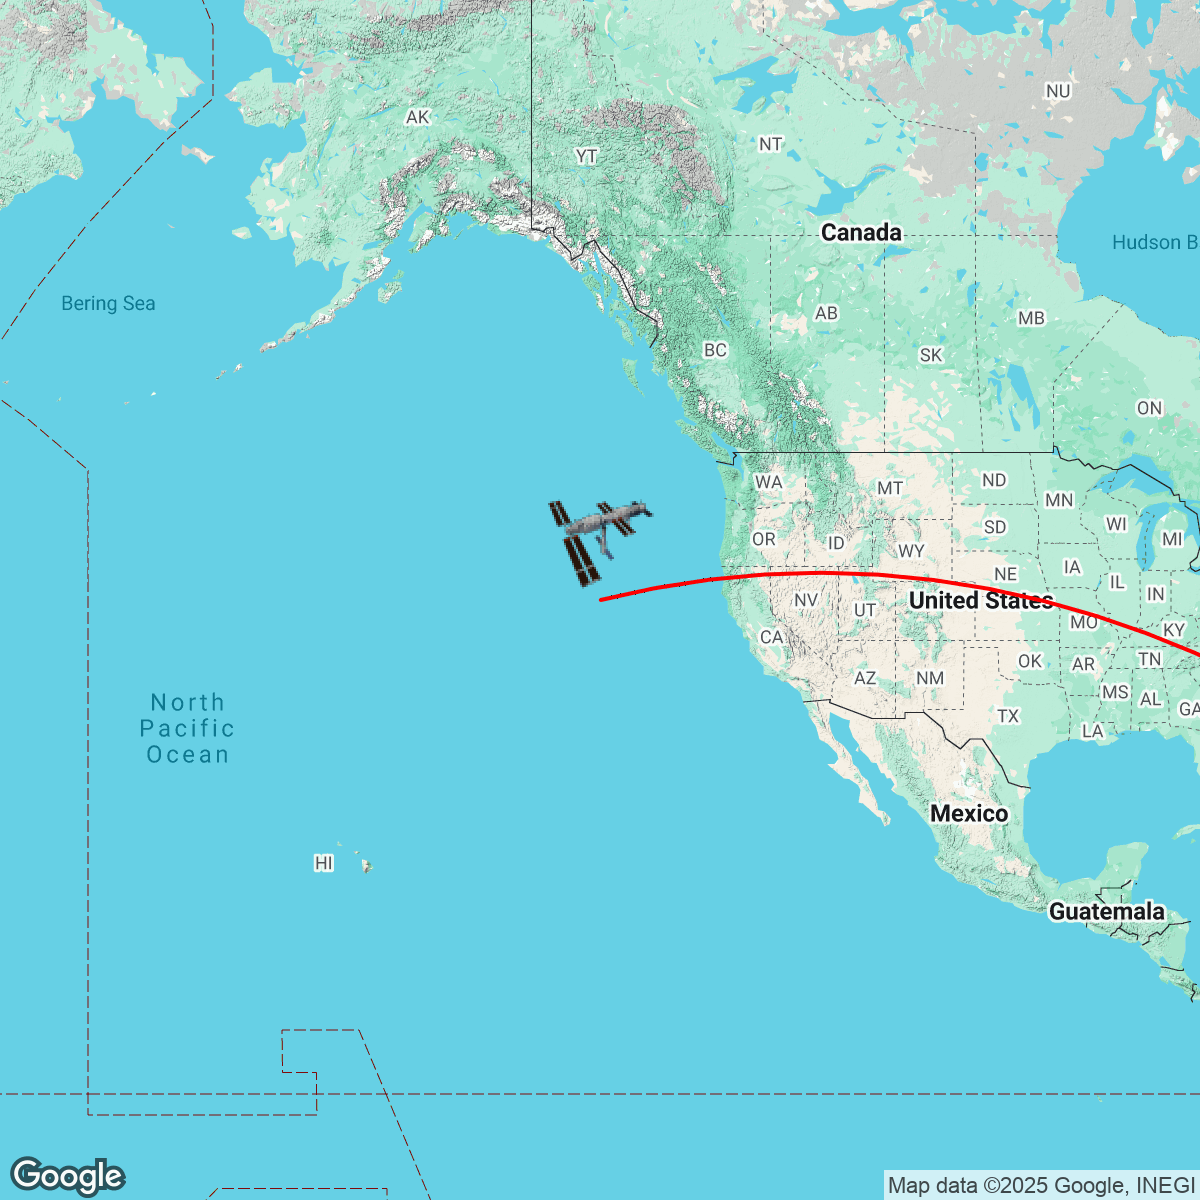 NU
AK
NT
YT
Canada
Hudson B
Bering Sea
AB
MB
BC
SK
ON
WA
MT
ND
MN
WI
SD
OR
ID
WY
MI
IA
NE
IL
IN
NV
UT
United States
MO
KY
CA
TN
OK
AR
AZ
NM
MS
AL
GA
TX
LA
North
Pacific
Ocean
Mexico
HI
Guatemala
Google
Map data ©2025 Google, INEGI